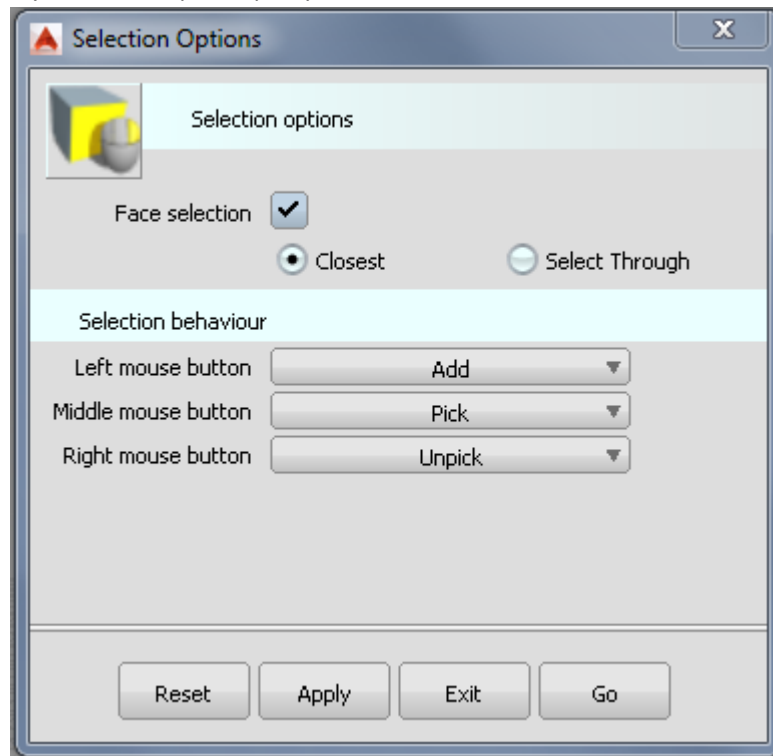 Selection Options
Selection options
Face selection
Closest Select Through
Selection behaviour
Left mouse button Add
Middle mouse button Pick
Right mouse button Unpick
Reset Apply Exit Go